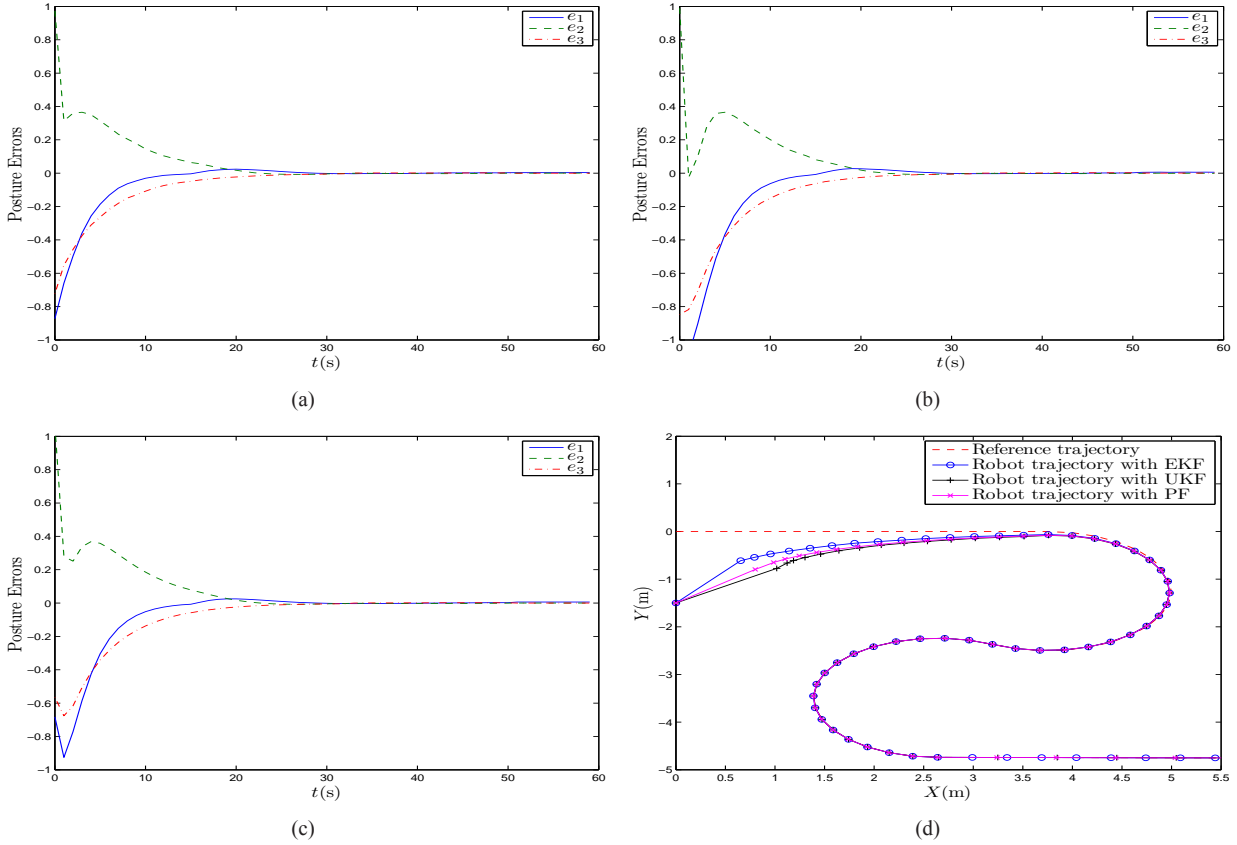 1
0.8
0.6
0.4
0.2
0
−0.2
−0.4
−0.6
−0.8
−1
Posture Errors
0 10 20 30 40 50 60
t(s)
e1
e2
e3
(a)
1
0.8
0.6
0.4
0.2
0
−0.2
−0.4
−0.6
−0.8
−1
Posture Errors
0 10 20 30 40 50 60
t(s)
e1
e2
e3
(b)
1
0.8
0.6
0.4
0.2
0
−0.2
−0.4
−0.6
−0.8
−1
Posture Errors
0 10 20 30 40 50 60
t(s)
e1
e2
e3
(c)
2
1
0
−1
−2
−3
−4
−5
Y(m)
0 0.5 1 1.5 2 2.5 3 3.5 4 4.5 5 5.5
X(m)
Reference trajectory
Robot trajectory with EKF
Robot trajectory with UKF
Robot trajectory with PF
(d)